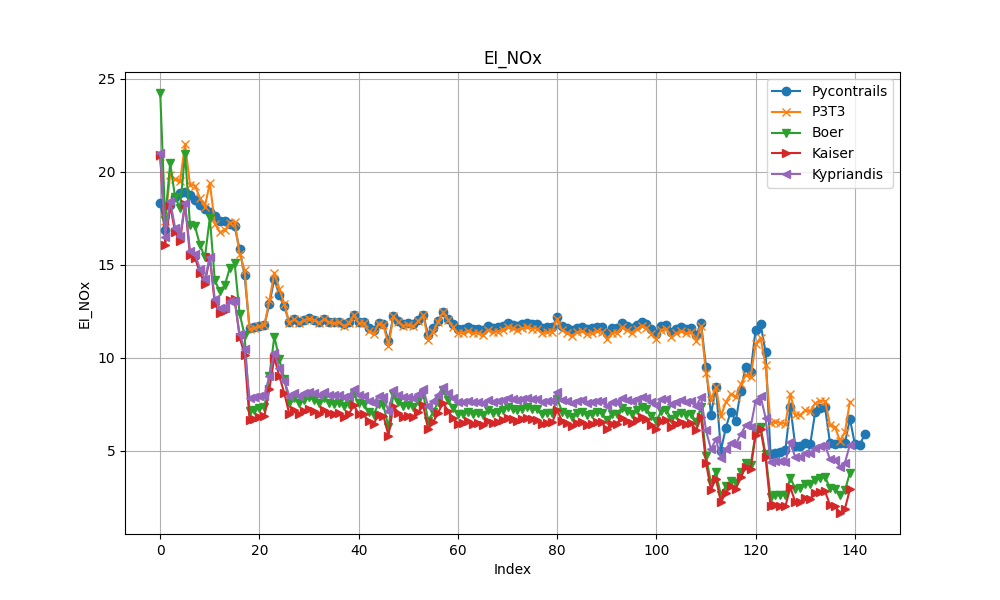 EI_NOx
25
20
15
10
5
EI_NOx
0
20
40
60
80
100
120
140
Index
Pycontrails
P3T3
Boer
Kaiser
Kypriandis